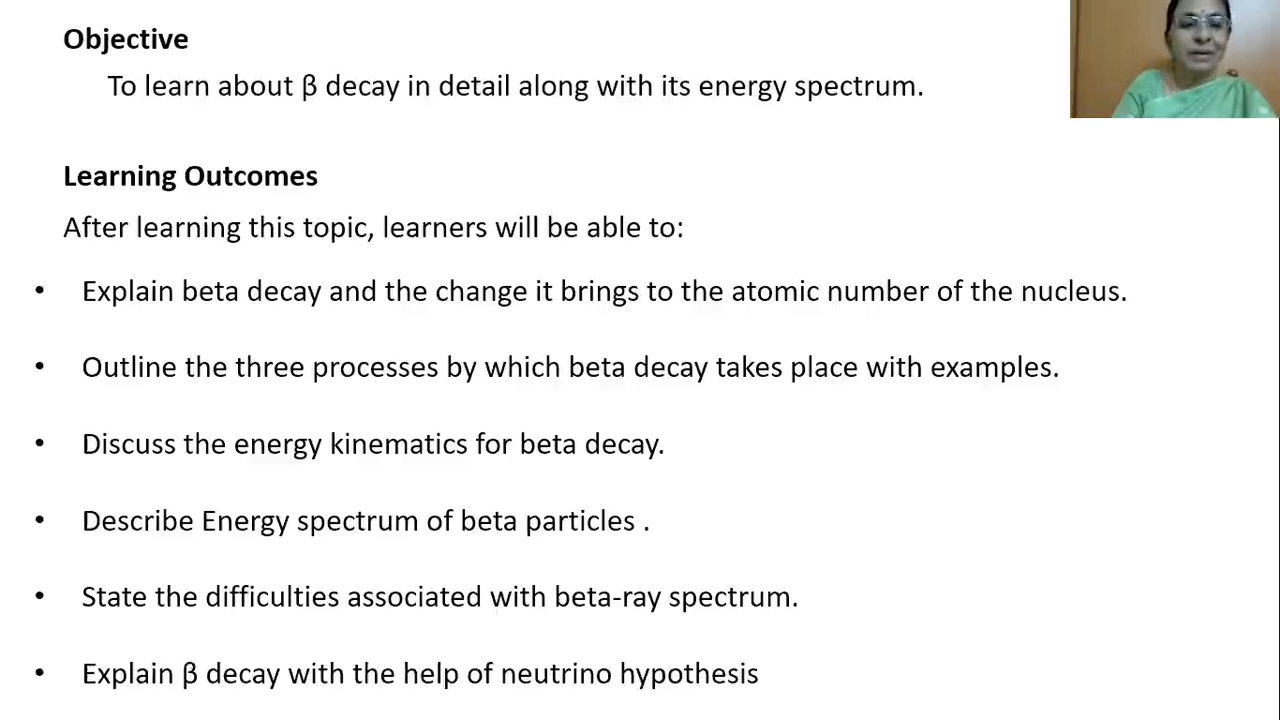 Objective
To learn about β decay in detail along with its energy spectrum.
Learning Outcomes
After learning this topic, learners will be able to:
• Explain beta decay and the change it brings to the atomic number of the nucleus.
• Outline the three processes by which beta decay takes place with examples.
• Discuss the energy kinematics for beta decay.
• Describe Energy spectrum of beta particles .
• State the difficulties associated with beta-ray spectrum.
• Explain β decay with the help of neutrino hypothesis